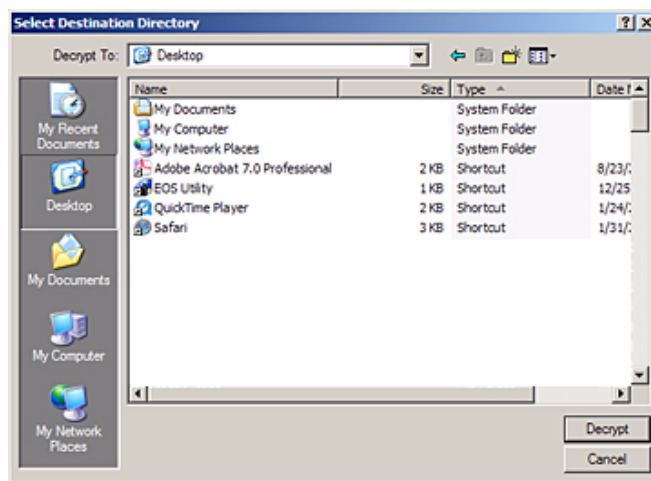 Select Destination Directory
Decrypt To: Desktop
Name Size Type Date
My Documents System Folder
My Computer System Folder
My Network Places System Folder
Adobe Acrobat 7.0 Professional 2 KB Shortcut 8/23/
EOS Utility 1 KB Shortcut 12/25
QuickTime Player 2 KB Shortcut 1/24/
Safari 3 KB Shortcut 1/31/
My Recent
Documents
Desktop
My Documents
My Computer
My Network
Places
Decrypt
Cancel